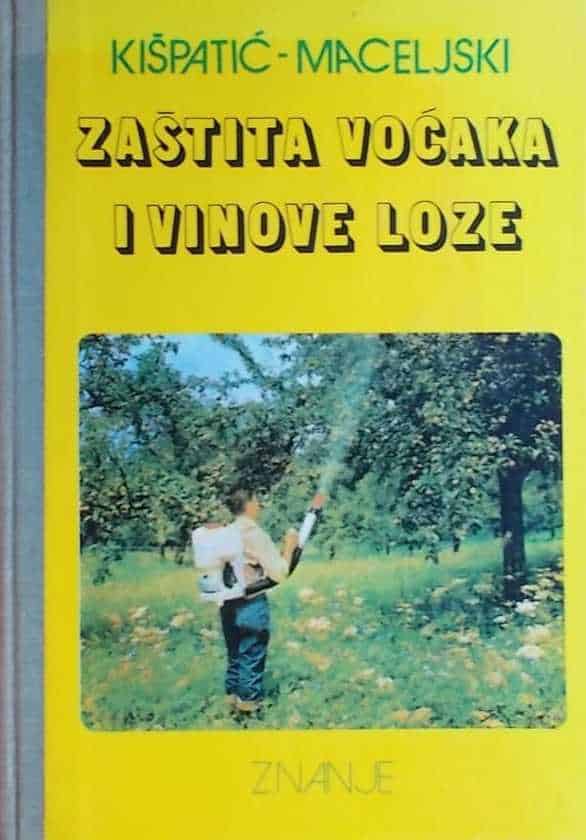 KIŠPATIĆ-MACELJSKI
ZAŠTITA VOĆAKA
I VINOVE LOZE
ZNANJE